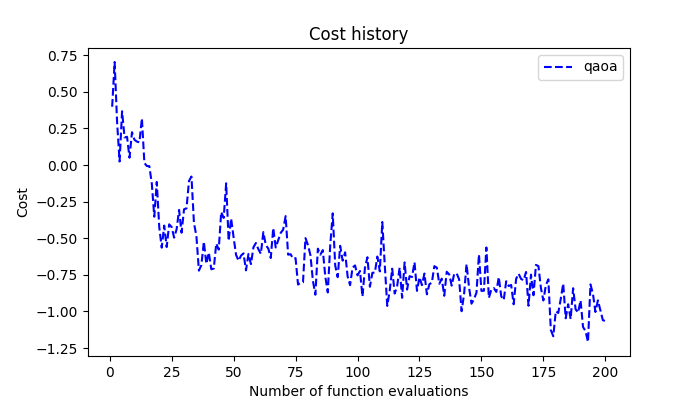 Cost history
qaoa
0.75
0.50
0.25
0.00
−0.25
−0.50
−0.75
−1.00
−1.25
Cost
0 25 50 75 100 125 150 175 200
Number of function evaluations